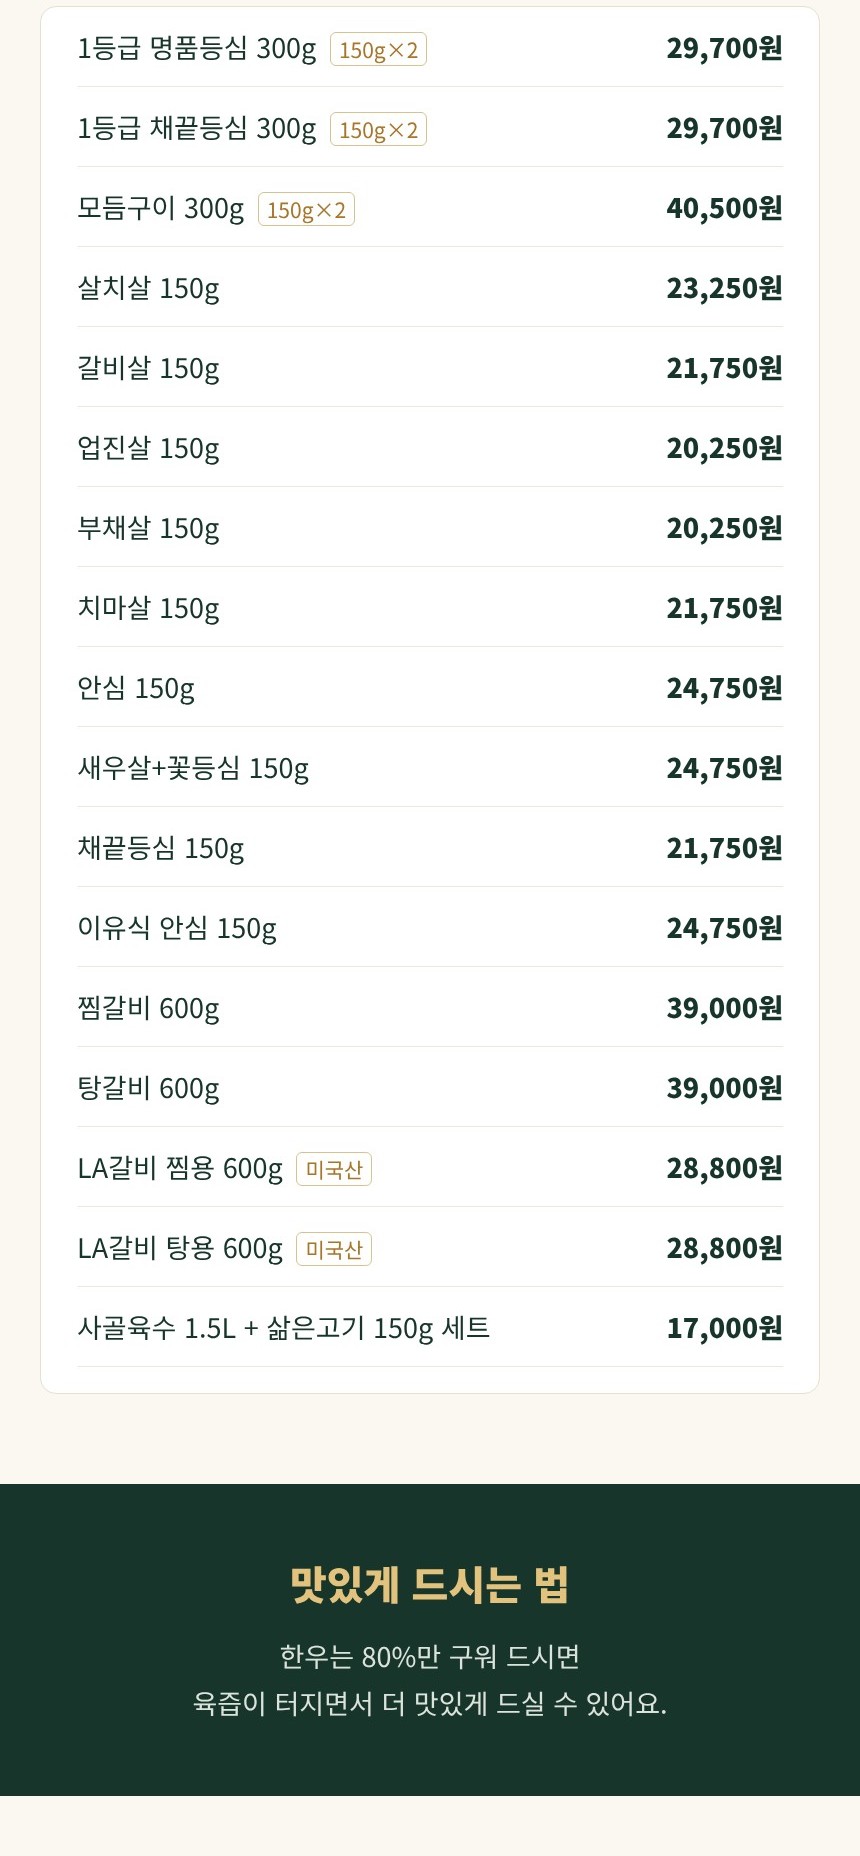 1등급 명품등심 300g 150g×2 29,700원
1등급 채끝등심 300g 150g×2 29,700원
모듬구이 300g 150g×2 40,500원
살치살 150g 23,250원
갈비살 150g 21,750원
업진살 150g 20,250원
부채살 150g 20,250원
치마살 150g 21,750원
안심 150g 24,750원
새우살+꽃등심 150g 24,750원
채끝등심 150g 21,750원
이유식 안심 150g 24,750원
찜갈비 600g 39,000원
탕갈비 600g 39,000원
LA갈비 찜용 600g 미국산 28,800원
LA갈비 탕용 600g 미국산 28,800원
사골육수 1.5L + 삶은고기 150g 세트 17,000원
맛있게 드시는 법
한우는 80%만 구워 드시면
육즙이 터지면서 더 맛있게 드실 수 있어요.